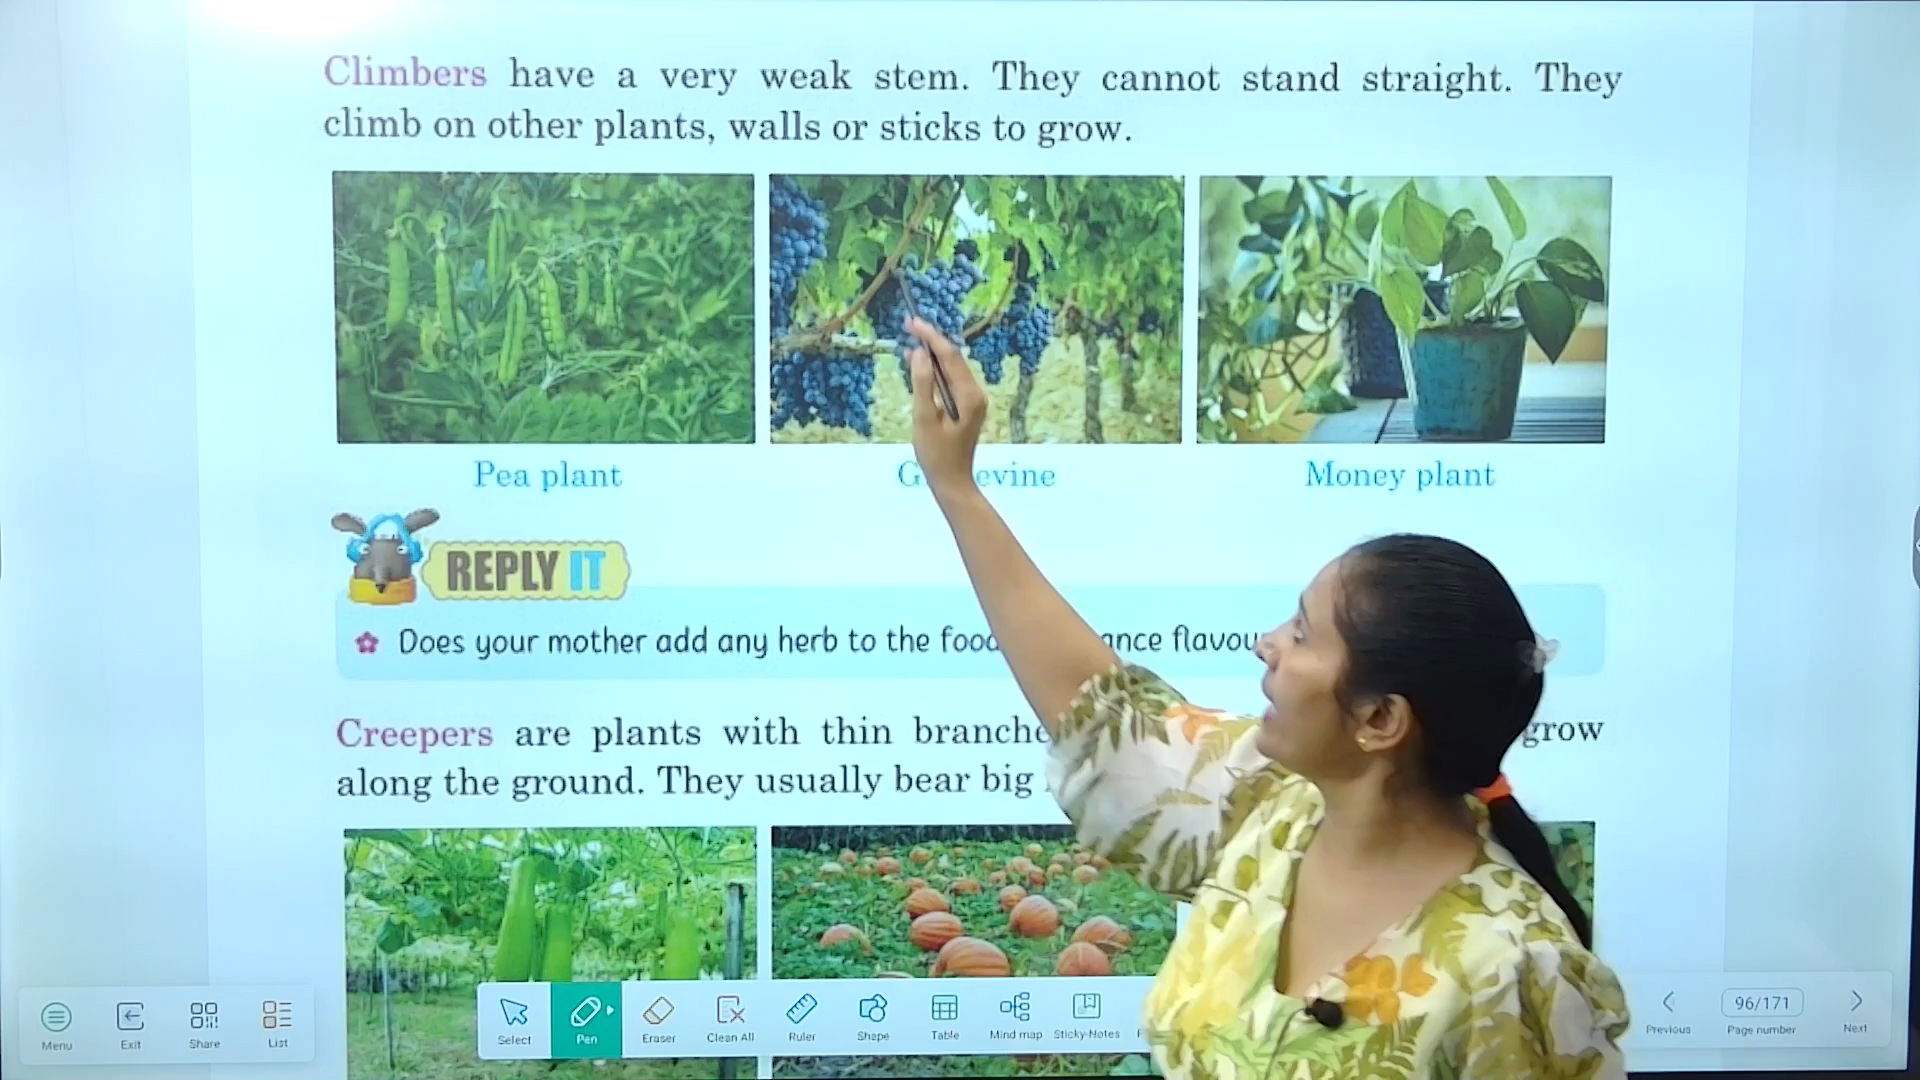 Climbers have a very weak stem. They cannot stand straight. They
climb on other plants, walls or sticks to grow.
Pea plant
evine
Money plant
REPLY IT
Does your mother add any herb to the food
flavou
Creepers are plants with thin branche
grow
along the ground. They usually bear big
Menu
Exit
Share
List
Select
Pen
Eraser
Clean All
Ruler
Shape
Table
Mind map
Sticky-Notes
Previous
96/171
Page number
Next